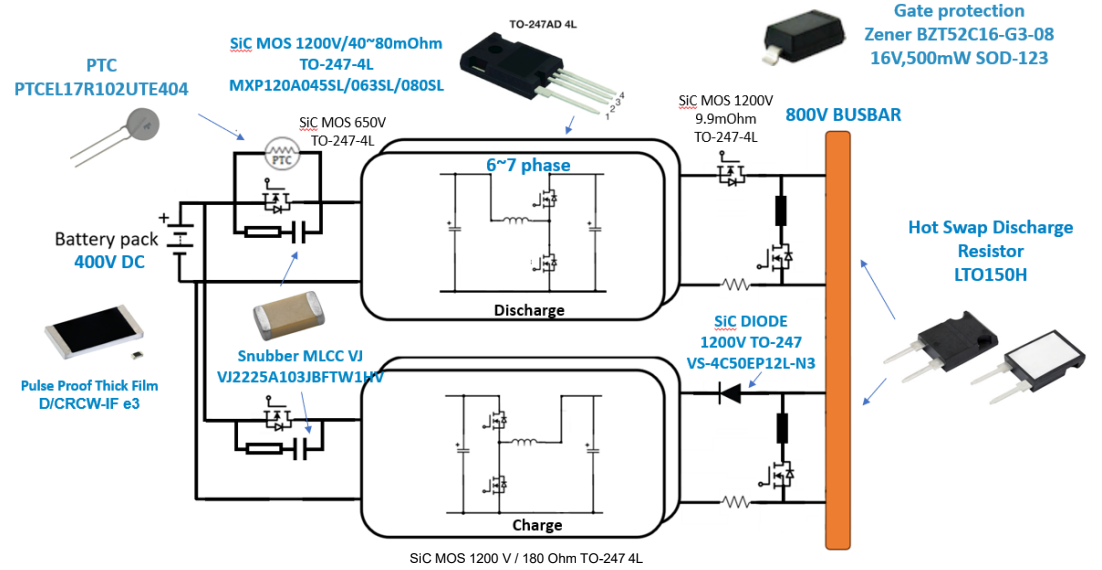 TO-247AD 4L
Gate protection
Zener BZT52C16-G3-08
16V,500mW SOD-123
SiC MOS 1200V/40~80mOhm
TO-247-4L
MXP120A045SL/063SL/080SL
PTC
PTCEL17R102UTE404
4
3
2
1
SiC MOS 650V
TO-247-4L
SiC MOS 1200V
9.9mOhm
TO-247-4L
800V BUSBAR
PTC
6~7 phase
+
Battery pack
400V DC
+
+
Discharge
Hot Swap Discharge
Resistor
LTO150H
Snubber MLCC VJ
VJ2225A103JBFTW1HV
SiC DIODE
1200V TO-247
VS-4C50EP12L-N3
Pulse Proof Thick Film
D/CRCW-IF e3
+
+
Charge
SiC MOS 1200 V / 180 Ohm TO-247 4L